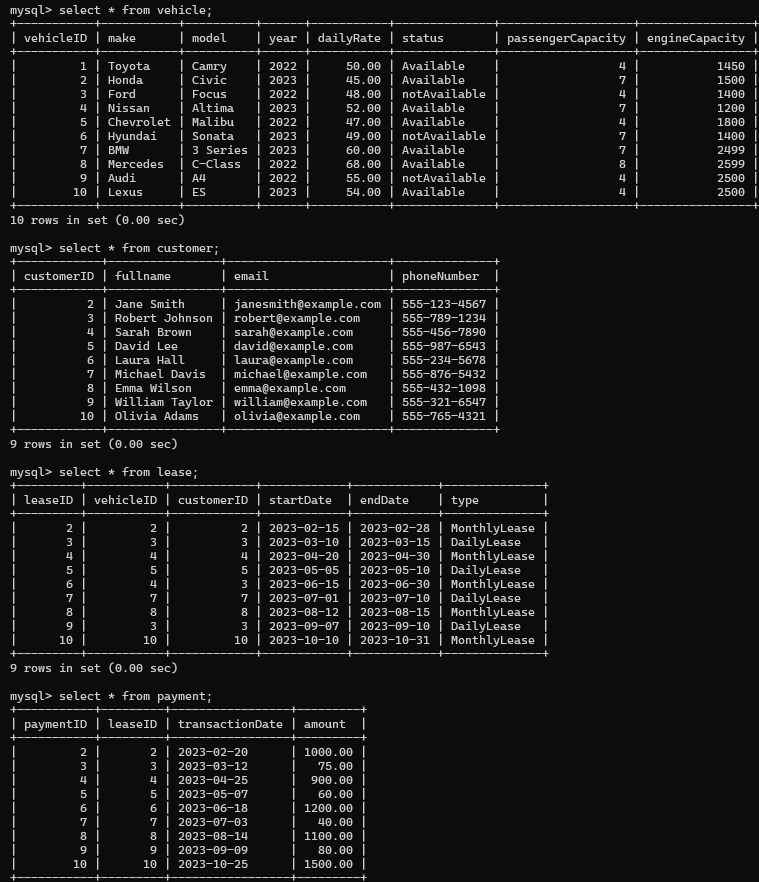 mysql> select * from vehicle;
| vehicleID | make      | model    | year | dailyRate | status       | passengerCapacity | engineCapacity |
|         1 | Toyota    | Camry    | 2022 |     50.00 | Available    |                 4 |           1450 |
|         2 | Honda     | Civic    | 2023 |     45.00 | Available    |                 7 |           1500 |
|         3 | Ford      | Focus    | 2022 |     48.00 | notAvailable |                 4 |           1400 |
|         4 | Nissan    | Altima   | 2023 |     52.00 | Available    |                 7 |           1200 |
|         5 | Chevrolet | Malibu   | 2022 |     47.00 | Available    |                 4 |           1800 |
|         6 | Hyundai   | Sonata   | 2023 |     49.00 | notAvailable |                 7 |           1400 |
|         7 | BMW       | 3 Series | 2023 |     60.00 | Available    |                 7 |           2499 |
|         8 | Mercedes  | C-Class  | 2022 |     68.00 | Available    |                 8 |           2599 |
|         9 | Audi      | A4       | 2022 |     55.00 | notAvailable |                 4 |           2500 |
|        10 | Lexus     | ES       | 2023 |     54.00 | Available    |                 4 |           2500 |
10 rows in set (0.00 sec)
mysql> select * from customer;
| customerID | fullname       | email                 | phoneNumber  |
|          2 | Jane Smith     | janesmith@example.com | 555-123-4567 |
|          3 | Robert Johnson | robert@example.com    | 555-789-1234 |
|          4 | Sarah Brown    | sarah@example.com     | 555-456-7890 |
|          5 | David Lee      | david@example.com     | 555-987-6543 |
|          6 | Laura Hall     | laura@example.com     | 555-234-5678 |
|          7 | Michael Davis  | michael@example.com   | 555-876-5432 |
|          8 | Emma Wilson    | emma@example.com      | 555-432-1098 |
|          9 | William Taylor | william@example.com   | 555-321-6547 |
|         10 | Olivia Adams   | olivia@example.com    | 555-765-4321 |
9 rows in set (0.00 sec)
mysql> select * from lease;
| leaseID | vehicleID | customerID | startDate  | endDate    | type         |
|       2 |         2 |          2 | 2023-02-15 | 2023-02-28 | MonthlyLease |
|       3 |         3 |          3 | 2023-03-10 | 2023-03-15 | DailyLease   |
|       4 |         4 |          4 | 2023-04-20 | 2023-04-30 | MonthlyLease |
|       5 |         5 |          5 | 2023-05-05 | 2023-05-10 | DailyLease   |
|       6 |         4 |          3 | 2023-06-15 | 2023-06-30 | MonthlyLease |
|       7 |         7 |          7 | 2023-07-01 | 2023-07-10 | DailyLease   |
|       8 |         8 |          8 | 2023-08-12 | 2023-08-15 | MonthlyLease |
|       9 |         3 |          3 | 2023-09-07 | 2023-09-10 | DailyLease   |
|      10 |        10 |         10 | 2023-10-10 | 2023-10-31 | MonthlyLease |
9 rows in set (0.00 sec)
mysql> select * from payment;
| paymentID | leaseID | transactionDate | amount  |
|         2 |       2 | 2023-02-20      | 1000.00 |
|         3 |       3 | 2023-03-12      |   75.00 |
|         4 |       4 | 2023-04-25      |  900.00 |
|         5 |       5 | 2023-05-07      |   60.00 |
|         6 |       6 | 2023-06-18      | 1200.00 |
|         7 |       7 | 2023-07-03      |   40.00 |
|         8 |       8 | 2023-08-14      | 1100.00 |
|         9 |       9 | 2023-09-09      |   80.00 |
|        10 |      10 | 2023-10-25      | 1500.00 |